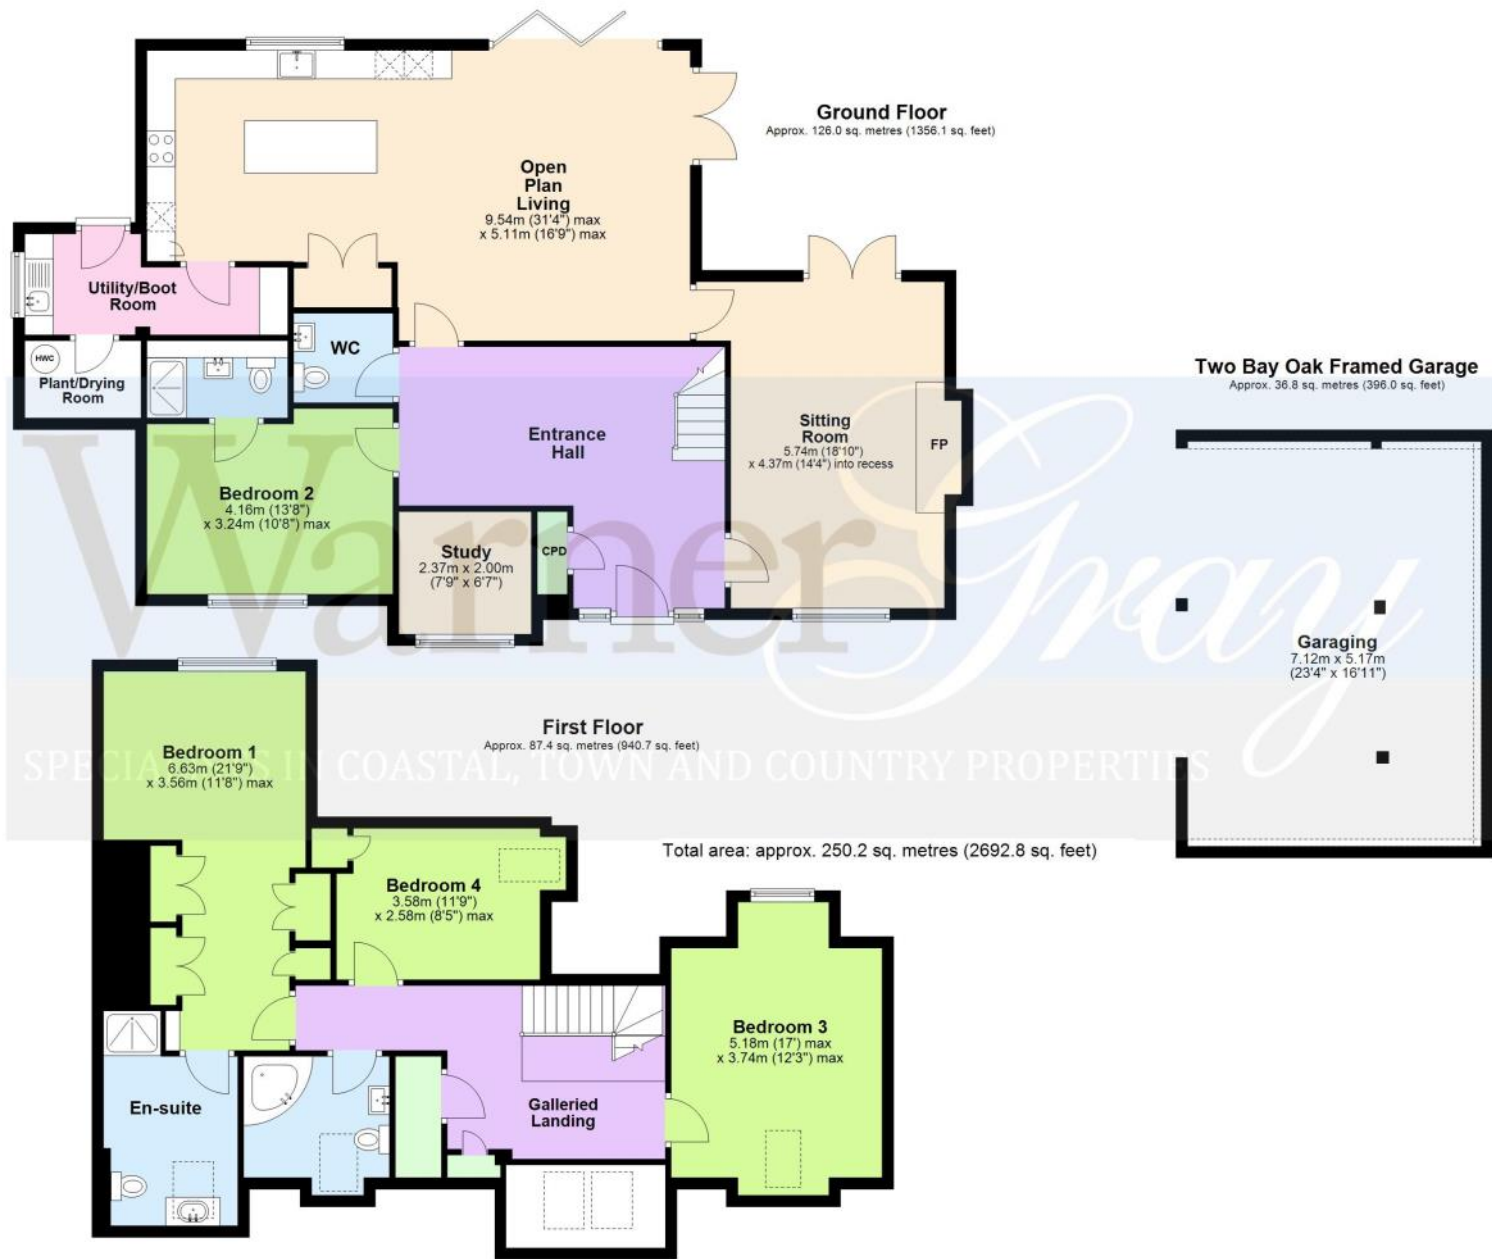 Ground Floor
Approx. 126.0 sq. metres (1356.1 sq. feet)
Open
Plan
Living
9.54m (31'4") max
x 5.11m (16'9") max
Utility/Boot
Room
HWC
Plant/Drying
Room
WC
Entrance
Hall
Sitting
Room
5.74m (18'10")
x 4.37m (14'4") into recess
FP
Bedroom 2
4.16m (13'8")
x 3.24m (10'8") max
Study
2.37m x 2.00m
(7'9" x 6'7")
CPD
Two Bay Oak Framed Garage
Approx. 36.8 sq. metres (396.0 sq. feet)
Garaging
7.12m x 5.17m
(23'4" x 16'11")
Warner Gray
SPECIALISTS IN COASTAL, TOWN AND COUNTRY PROPERTIES
First Floor
Approx. 87.4 sq. metres (940.7 sq. feet)
Bedroom 1
6.63m (21'9")
x 3.56m (11'8") max
Total area: approx. 250.2 sq. metres (2692.8 sq. feet)
Bedroom 4
3.58m (11'9")
x 2.58m (8'5") max
Bedroom 3
5.18m (17') max
x 3.74m (12'3") max
En-suite
Galleried
Landing